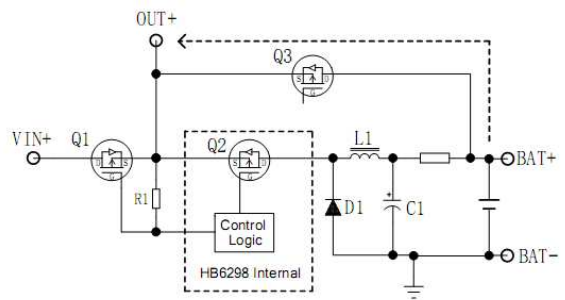 OUT+
Q3
S
D
G
VIN+
Q1
D
S
G
Q2
S
D
G
L1
BAT+
R1
D1
+
C1
Control
Logic
BAT-
HB6298 Internal